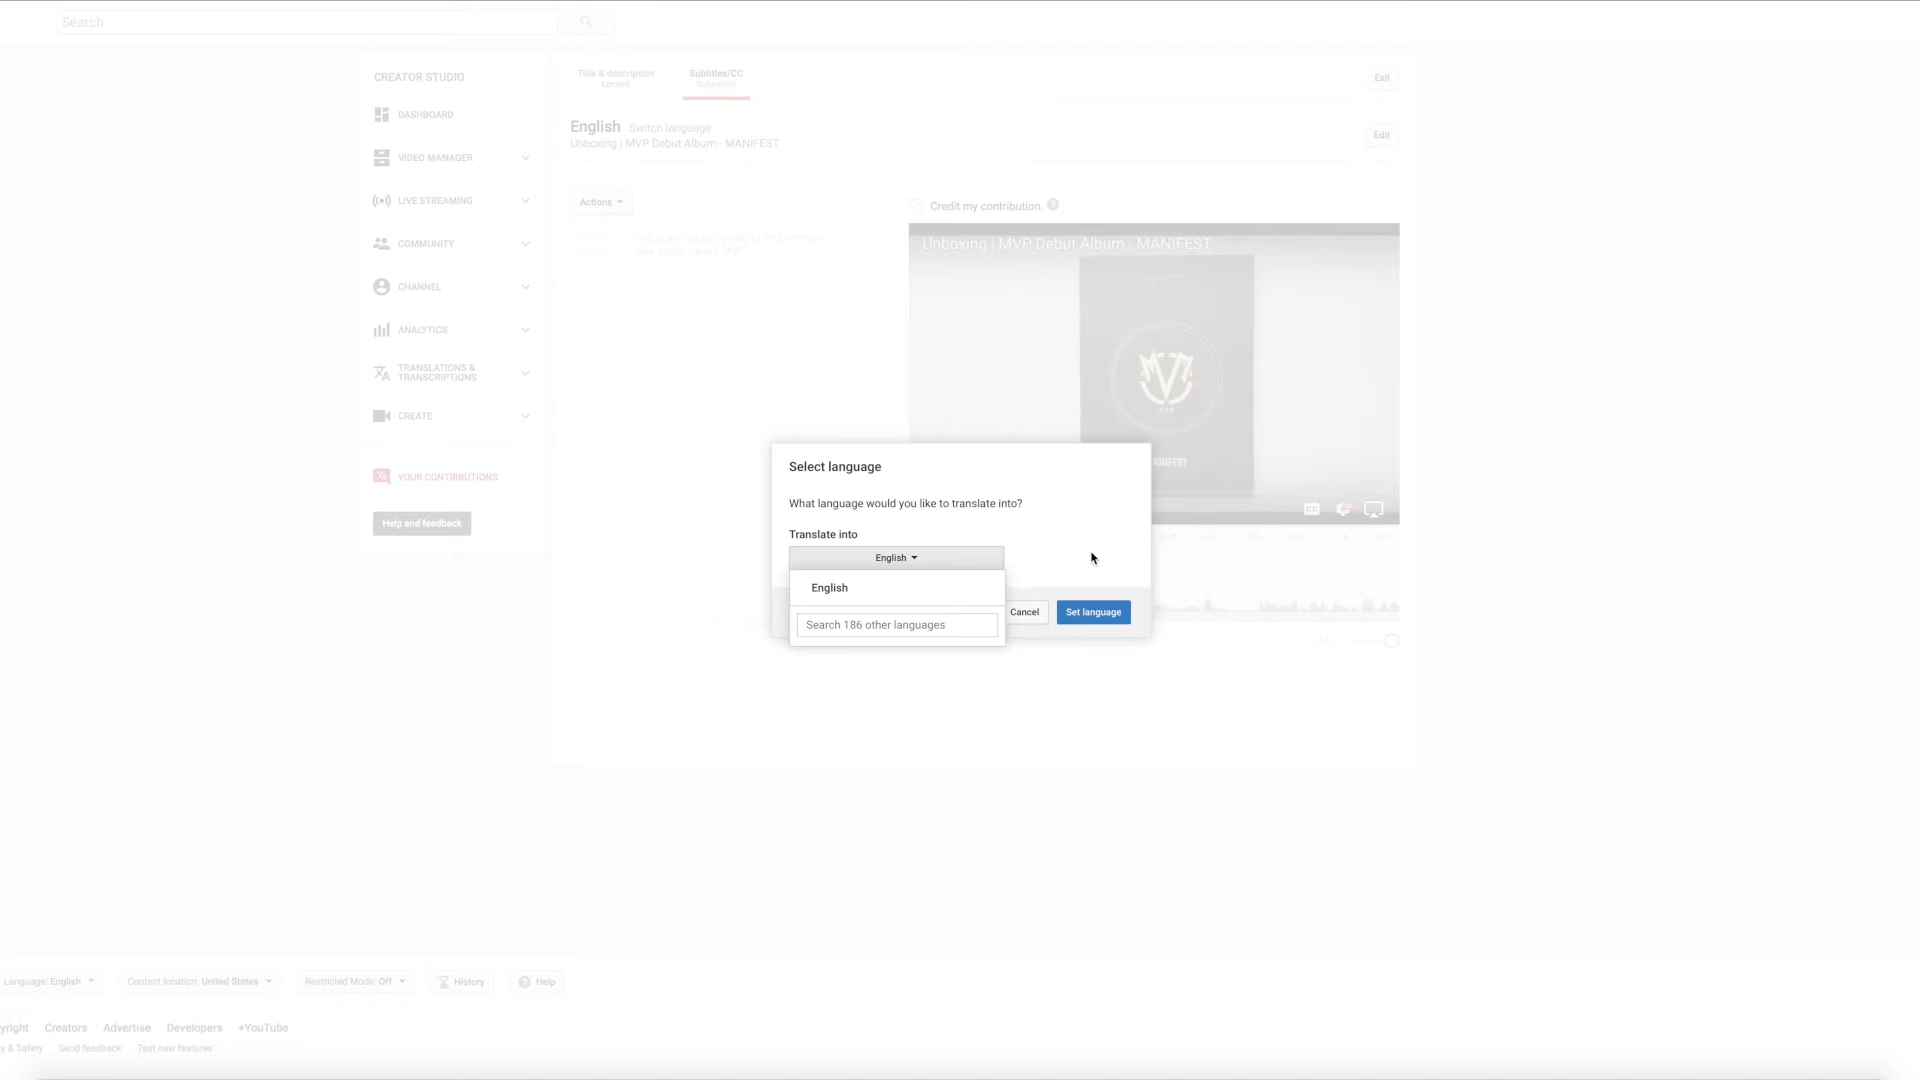 Search
CREATOR STUDIO
DASHBOARD
VIDEO MANAGER
LIVE STREAMING
COMMUNITY
CHANNEL
ANALYTICS
TRANSLATIONS &
TRANSCRIPTIONS
CREATE
YOUR CONTRIBUTIONS
Help and feedback
Title & description
Locked
Subtitles/CC
Submitted
Exit
English Switch language
Unboxing | MVP Debut Album - MANIFEST
Edit
Actions
Credit my contribution.
Unboxing | MVP Debut Album - MANIFEST
Select language
What language would you like to translate into?
Translate into
English
English
Search 186 other languages
Cancel
Set language
Language: English
Content location: United States
Restricted Mode: Off
History
Help
yright Creators Advertise Developers +YouTube
y & Safety Send feedback Test new features